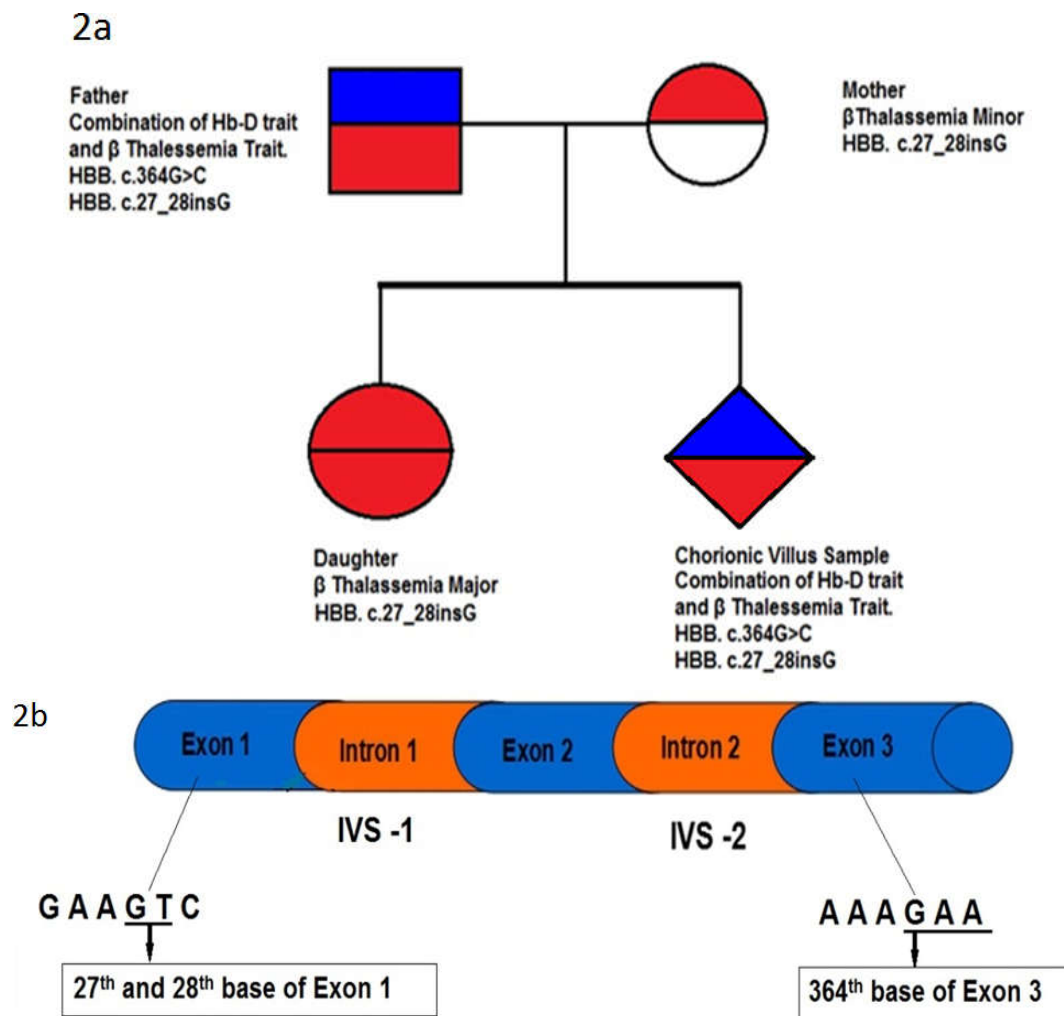 2a
Father
Combination of Hb-D trait
and β Thalessemia Trait.
HBB. c.364G>C
HBB. c.27_28insG
Mother
βThalassemia Minor
HBB. c.27_28insG
Daughter
β Thalassemia Major
HBB. c.27_28insG
Chorionic Villus Sample
Combination of Hb-D trait
and β Thalessemia Trait.
HBB. c.364G>C
HBB. c.27_28insG
2b
Exon 1
Intron 1
Exon 2
Intron 2
Exon 3
IVS -1
IVS -2
G A A G T C
A A A G A A
27th and 28th base of Exon 1
364th base of Exon 3